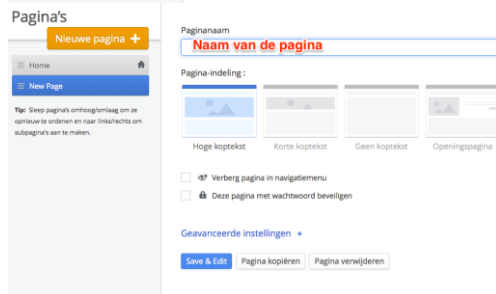 Pagina's
Nieuwe pagina +
Home
New Page
Tip: Sleep pagina's omhoog/omlaag om ze
opnieuw te ordenen en naar links/rechts om
subpagina's aan te maken.
Paginanaam
Naam van de pagina
Pagina-indeling :
Hoge koptekst
Korte koptekst
Geen koptekst
Openingspagina
Verberg pagina in navigatiemenu
Deze pagina met wachtwoord beveiligen
Geavanceerde instellingen +
Save & Edit
Pagina kopiëren
Pagina verwijderen